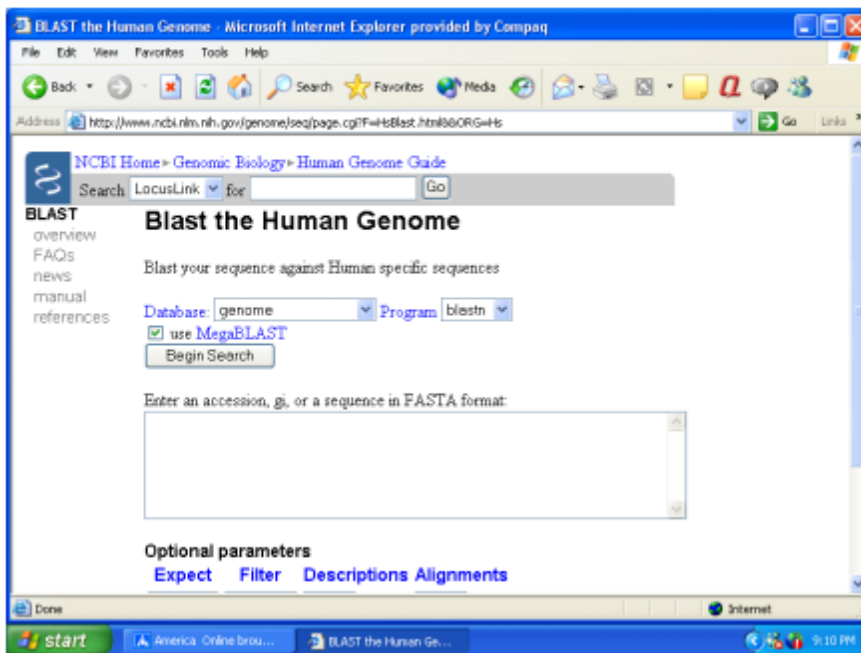 BLAST the Human Genome - Microsoft Internet Explorer provided by Compaq
File Edit View Favorites Tools Help
Back Search Favorites Media
Address http://www.ncbi.nlm.nih.gov/genome/seq/page.cgi?F=HsBlast.html&&ORG=Hs Go Links
NCBI Home Genomic Biology Human Genome Guide
Search LocusLink for Go
BLAST
overview
FAQs
news
manual
references
Blast the Human Genome
Blast your sequence against Human specific sequences
Database: genome Program blastn
use MegaBLAST
Begin Search
Enter an accession, gi, or a sequence in FASTA format:
Optional parameters
Expect Filter Descriptions Alignments
Done Internet
start America Online brou... BLAST the Human Ge... 9:10 PM